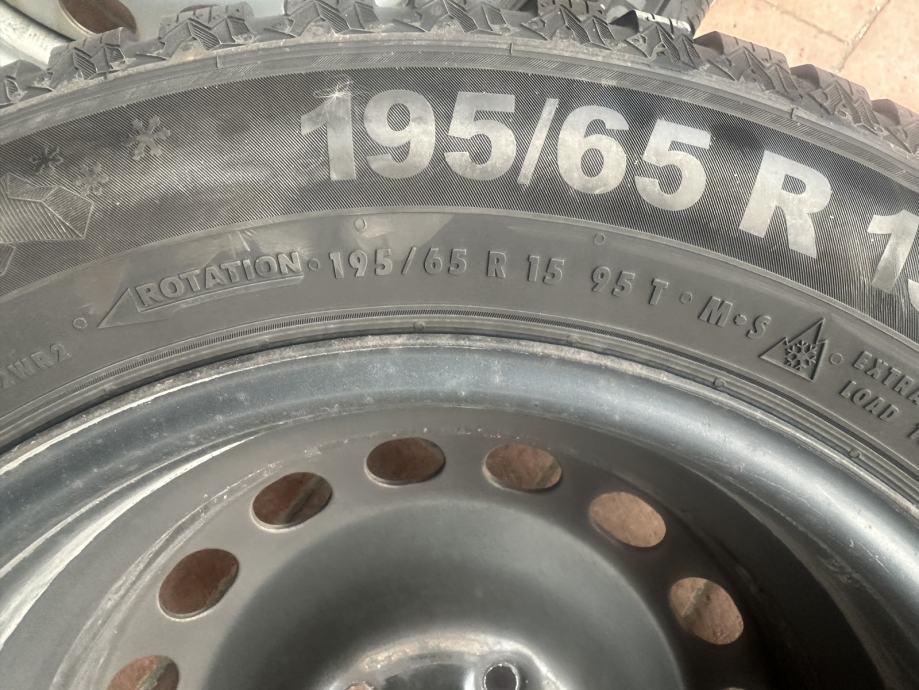 195/65 R 1
ROTATION • 195/65 R 15 95 T • M•S • EXTRA
LOAD